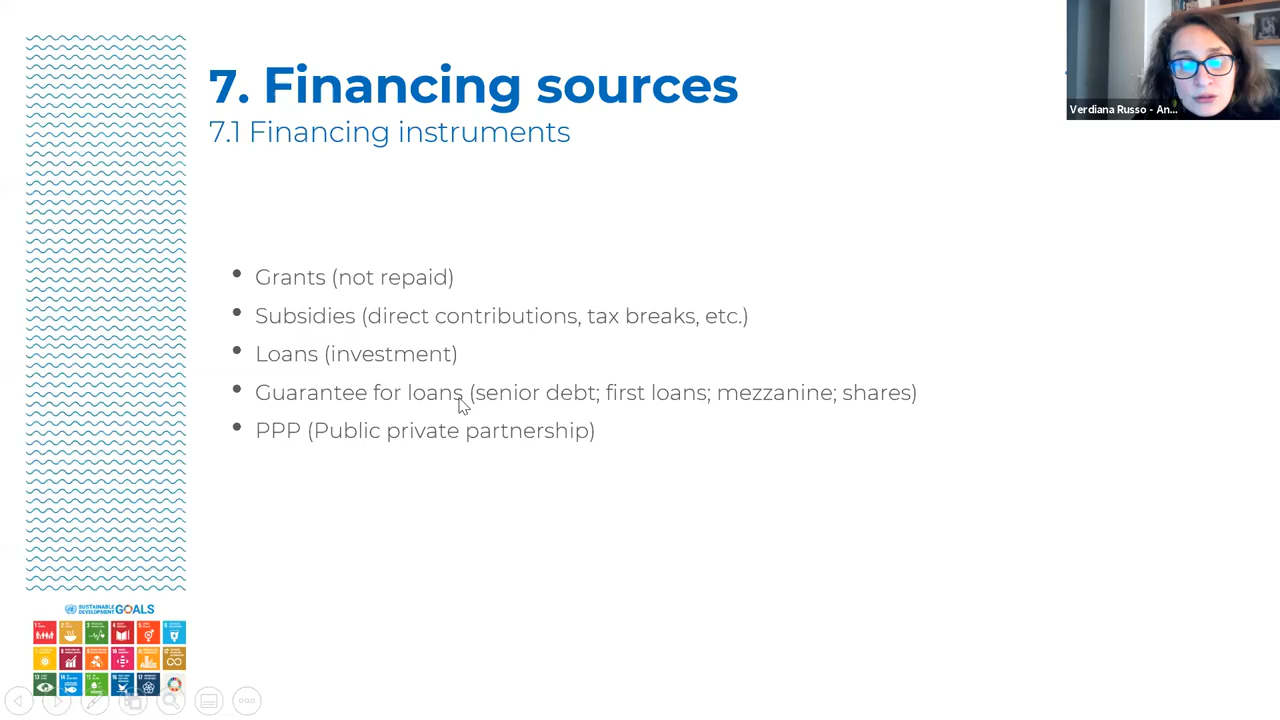 7. Financing sources
7.1 Financing instruments
Verdiana Russo - An...
• Grants (not repaid)
• Subsidies (direct contributions, tax breaks, etc.)
• Loans (investment)
• Guarantee for loans (senior debt; first loans; mezzanine; shares)
• PPP (Public private partnership)
SUSTAINABLE
DEVELOPMENT GOALS